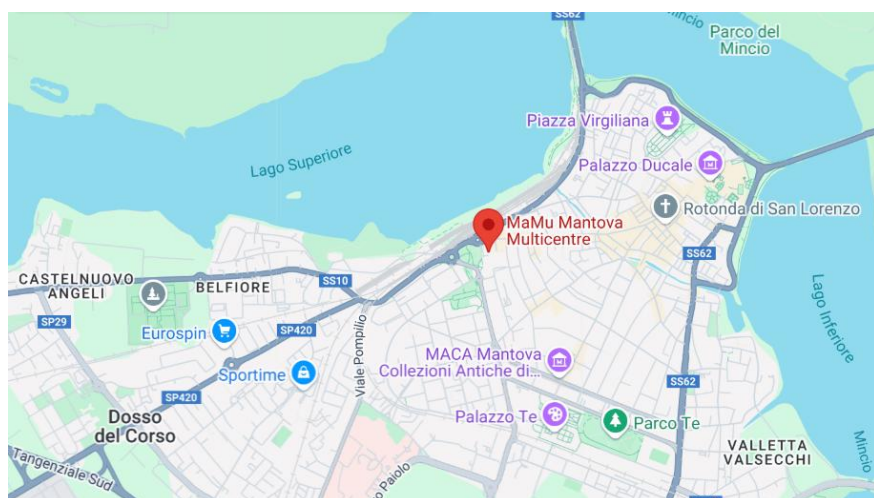 SS62
Mincio
Parco del
Mincio
Piazza Virgiliana
Palazzo Ducale
Lago Superiore
Rotonda di San Lorenzo
MaMu Mantova
Multicentre
SS62
CASTELNUOVO
ANGELI
BELFIORE
SS10
Lago Inferiore
SP29
Eurospin
SP420
Viale Pompilio
MACA Mantova
Collezioni Antiche di...
Sportime
SS62
SP420
Dosso
del Corso
Palazzo Te
Parco Te
VALLETTA
VALSECCHI
Tangenziale Sud
o Paiolo
Mincio
SS62